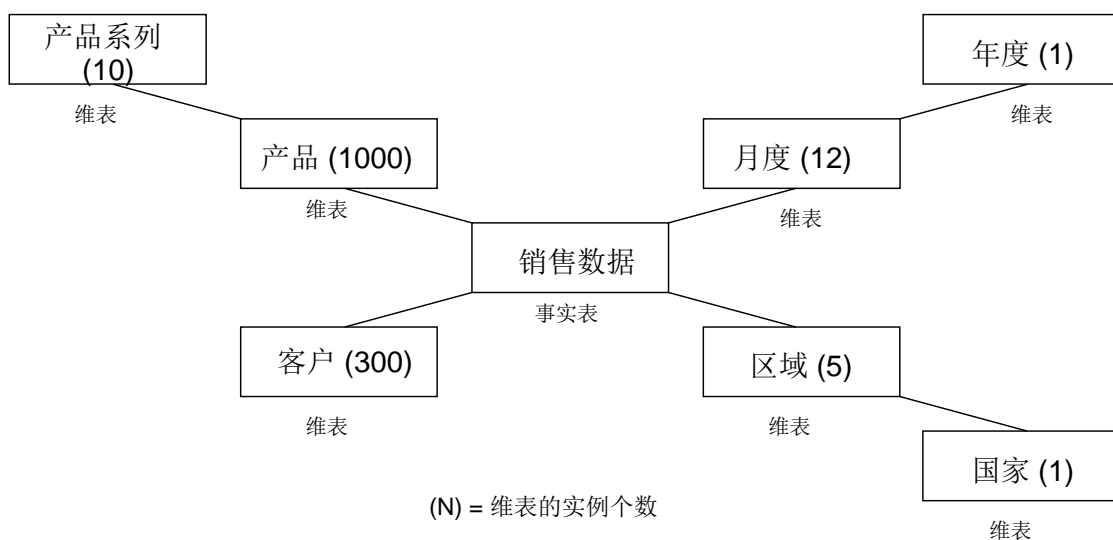 产品系列
(10)
年度 (1)
维表
维表
产品 (1000)
月度 (12)
维表
维表
销售数据
事实表
客户 (300)
区域 (5)
维表
维表
国家 (1)
(N) = 维表的实例个数
维表